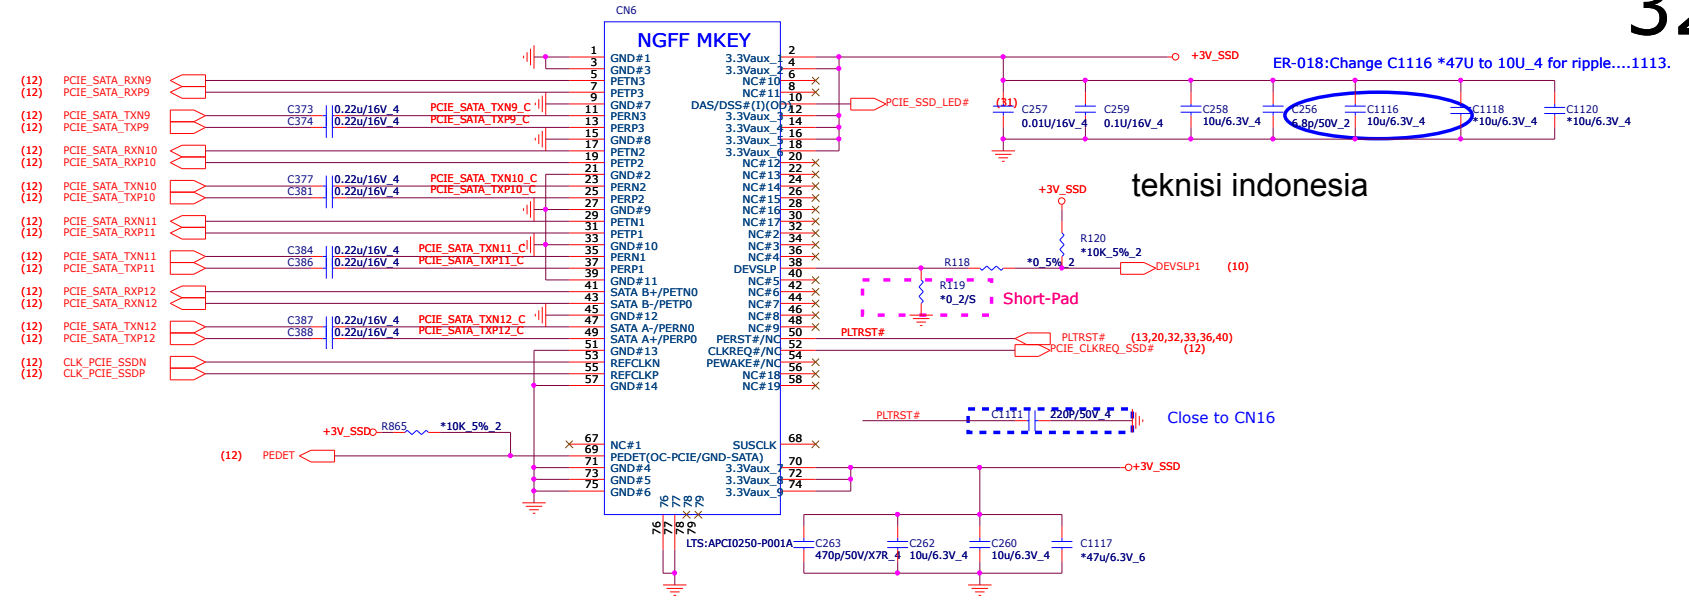 32
CN6
NGFF MKEY
1 GND#1 3.3Vaux_1 2
3 GND#3 3.3Vaux_2 4
(12) PCIE_SATA_RXN9 5 PETN3 NC#10 6
(12) PCIE_SATA_RXP9 7 PETP3 NC#11 8
9 GND#7 DAS/DSS#(I)(OD) 10 PCIE_SSD_LED# (31)
(12) PCIE_SATA_TXN9 C373 0.22u/16V_4 PCIE_SATA_TXN9_C 11 PERN3 3.3Vaux_3 12
(12) PCIE_SATA_TXP9 C374 0.22u/16V_4 PCIE_SATA_TXP9_C 13 PERP3 3.3Vaux_4 14
15 GND#8 3.3Vaux_5 16
(12) PCIE_SATA_RXN10 17 PETN2 3.3Vaux_6 18
(12) PCIE_SATA_RXP10 19 PETP2 NC#12 20
21 GND#2 NC#13 22
(12) PCIE_SATA_TXN10 C377 0.22u/16V_4 PCIE_SATA_TXN10_C 23 PERN2 NC#14 24
(12) PCIE_SATA_TXP10 C381 0.22u/16V_4 PCIE_SATA_TXP10_C 25 PERP2 NC#15 26
27 GND#9 NC#16 28
(12) PCIE_SATA_RXN11 29 PETN1 NC#17 30
(12) PCIE_SATA_RXP11 31 PETP1 NC#2 32
33 GND#10 NC#3 34
(12) PCIE_SATA_TXN11 C384 0.22u/16V_4 PCIE_SATA_TXN11_C 35 PERN1 NC#4 36
(12) PCIE_SATA_TXP11 C386 0.22u/16V_4 PCIE_SATA_TXP11_C 37 PERP1 DEVSLP 38
39 GND#11 NC#5 40
(12) PCIE_SATA_RXP12 41 SATA B+/PETN0 NC#6 42
(12) PCIE_SATA_RXN12 43 SATA B-/PETP0 NC#7 44
45 GND#12 NC#8 46
(12) PCIE_SATA_TXN12 C387 0.22u/16V_4 PCIE_SATA_TXN12_C 47 SATA A-/PERN0 NC#9 48
(12) PCIE_SATA_TXP12 C388 0.22u/16V_4 PCIE_SATA_TXP12_C 49 SATA A+/PERP0 PERST#/NC 50 PLTRST# PLTRST# (13,20,32,33,36,40)
51 GND#13 CLKREQ#/NC 52 PCIE_CLKREQ_SSD# (12)
(12) CLK_PCIE_SSDN 53 REFCLKN PEWAKE#/NC 54
(12) CLK_PCIE_SSDP 55 REFCLKP NC#18 56
57 GND#14 NC#19 58
67 NC#1 SUSCLK 68
+3V_SSD R865 *10K_5%_2
(12) PEDET 69 PEDET(OC-PCIE/GND-SATA)
71 GND#4 3.3Vaux_7 70
73 GND#5 3.3Vaux_8 72
75 GND#6 3.3Vaux_9 74
76 77 78 79
76 77 78 79
LTS:APCI0250-P001A
+3V_SSD
ER-018:Change C1116 *47U to 10U_4 for ripple....1113.
C257 C259 C258 C256 C1116 C1118 C1120
0.01U/16V_4 0.1U/16V_4 10u/6.3V_4 6.8p/50V_2 10u/6.3V_4 *10u/6.3V_4 *10u/6.3V_4
teknisi indonesia
+3V_SSD
R120
*10K_5%_2
R118 *0_5%_2 DEVSLP1 (10)
R119
*0_2/S
Short-Pad
PLTRST# C1111 220P/50V_4 Close to CN16
+3V_SSD
C263 C262 C260 C1117
470p/50V/X7R_4 10u/6.3V_4 10u/6.3V_4 *47u/6.3V_6